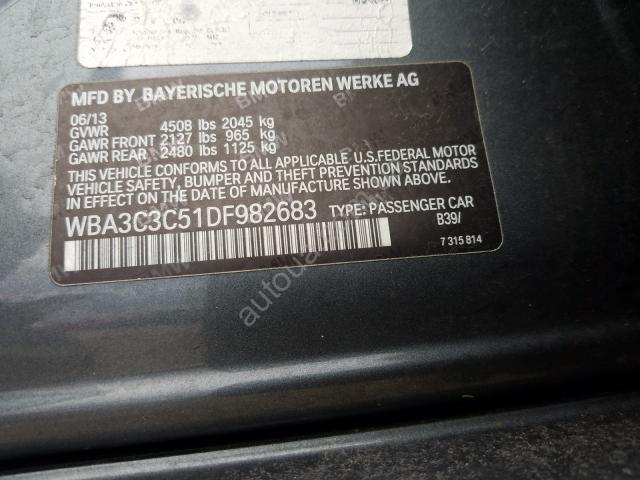 MFD BY BAYERISCHE MOTOREN WERKE AG
06/13
GVWR 4508 lbs 2045 kg
GAWR FRONT 2127 lbs 965 kg
GAWR REAR 2480 lbs 1125 kg
THIS VEHICLE CONFORMS TO ALL APPLICABLE U.S.FEDERAL MOTOR
VEHICLE SAFETY, BUMPER AND THEFT PREVENTION STANDARDS
IN EFFECT ON THE DATE OF MANUFACTURE SHOWN ABOVE.
WBA3C3C51DF982683 TYPE: PASSENGER CAR
B39/
7 315 814